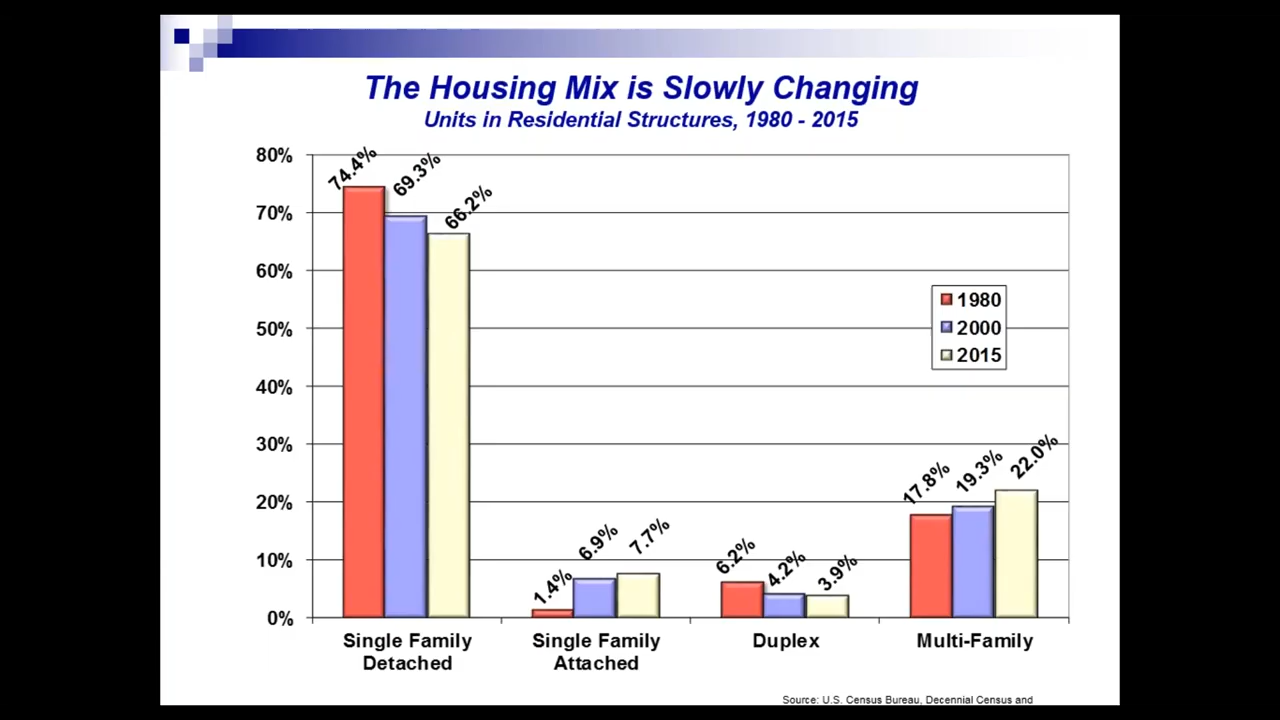 The Housing Mix is Slowly Changing
Units in Residential Structures, 1980 - 2015
80%
70%
60%
50%
40%
30%
20%
10%
0%
74.4%
69.3%
66.2%
1.4%
6.9%
7.7%
6.2%
4.2%
3.9%
17.8%
19.3%
22.0%
1980
2000
2015
Single Family
Detached
Single Family
Attached
Duplex
Multi-Family
Source: U.S. Census Bureau, Decennial Census and